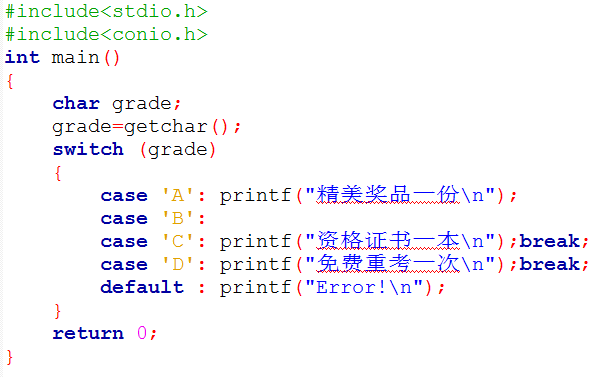 #include<stdio.h>
#include<conio.h>
int main()
{
    char grade;
    grade=getchar();
    switch (grade)
    {
        case 'A': printf("精美奖品一份\n");
        case 'B':
        case 'C': printf("资格证书一本\n");break;
        case 'D': printf("免费重考一次\n");break;
        default : printf("Error!\n");
    }
    return 0;
}